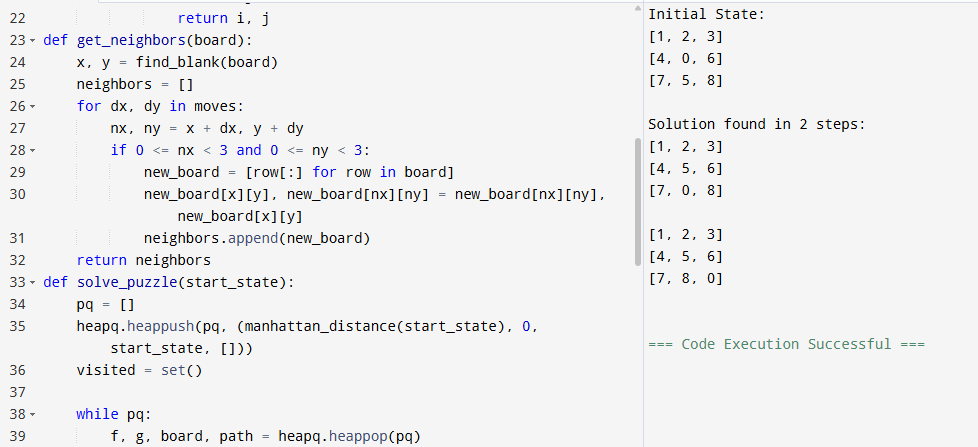 22                return i, j
23 def get_neighbors(board):
24     x, y = find_blank(board)
25     neighbors = []
26     for dx, dy in moves:
27         nx, ny = x + dx, y + dy
28         if 0 <= nx < 3 and 0 <= ny < 3:
29             new_board = [row[:] for row in board]
30             new_board[x][y], new_board[nx][ny] = new_board[nx][ny],
                new_board[x][y]
31             neighbors.append(new_board)
32     return neighbors
33 def solve_puzzle(start_state):
34     pq = []
35     heapq.heappush(pq, (manhattan_distance(start_state), 0,
        start_state, []))
36     visited = set()
37
38     while pq:
39         f, g, board, path = heapq.heappop(pq)
Initial State:
[1, 2, 3]
[4, 0, 6]
[7, 5, 8]
Solution found in 2 steps:
[1, 2, 3]
[4, 5, 6]
[7, 0, 8]
[1, 2, 3]
[4, 5, 6]
[7, 8, 0]
=== Code Execution Successful ===